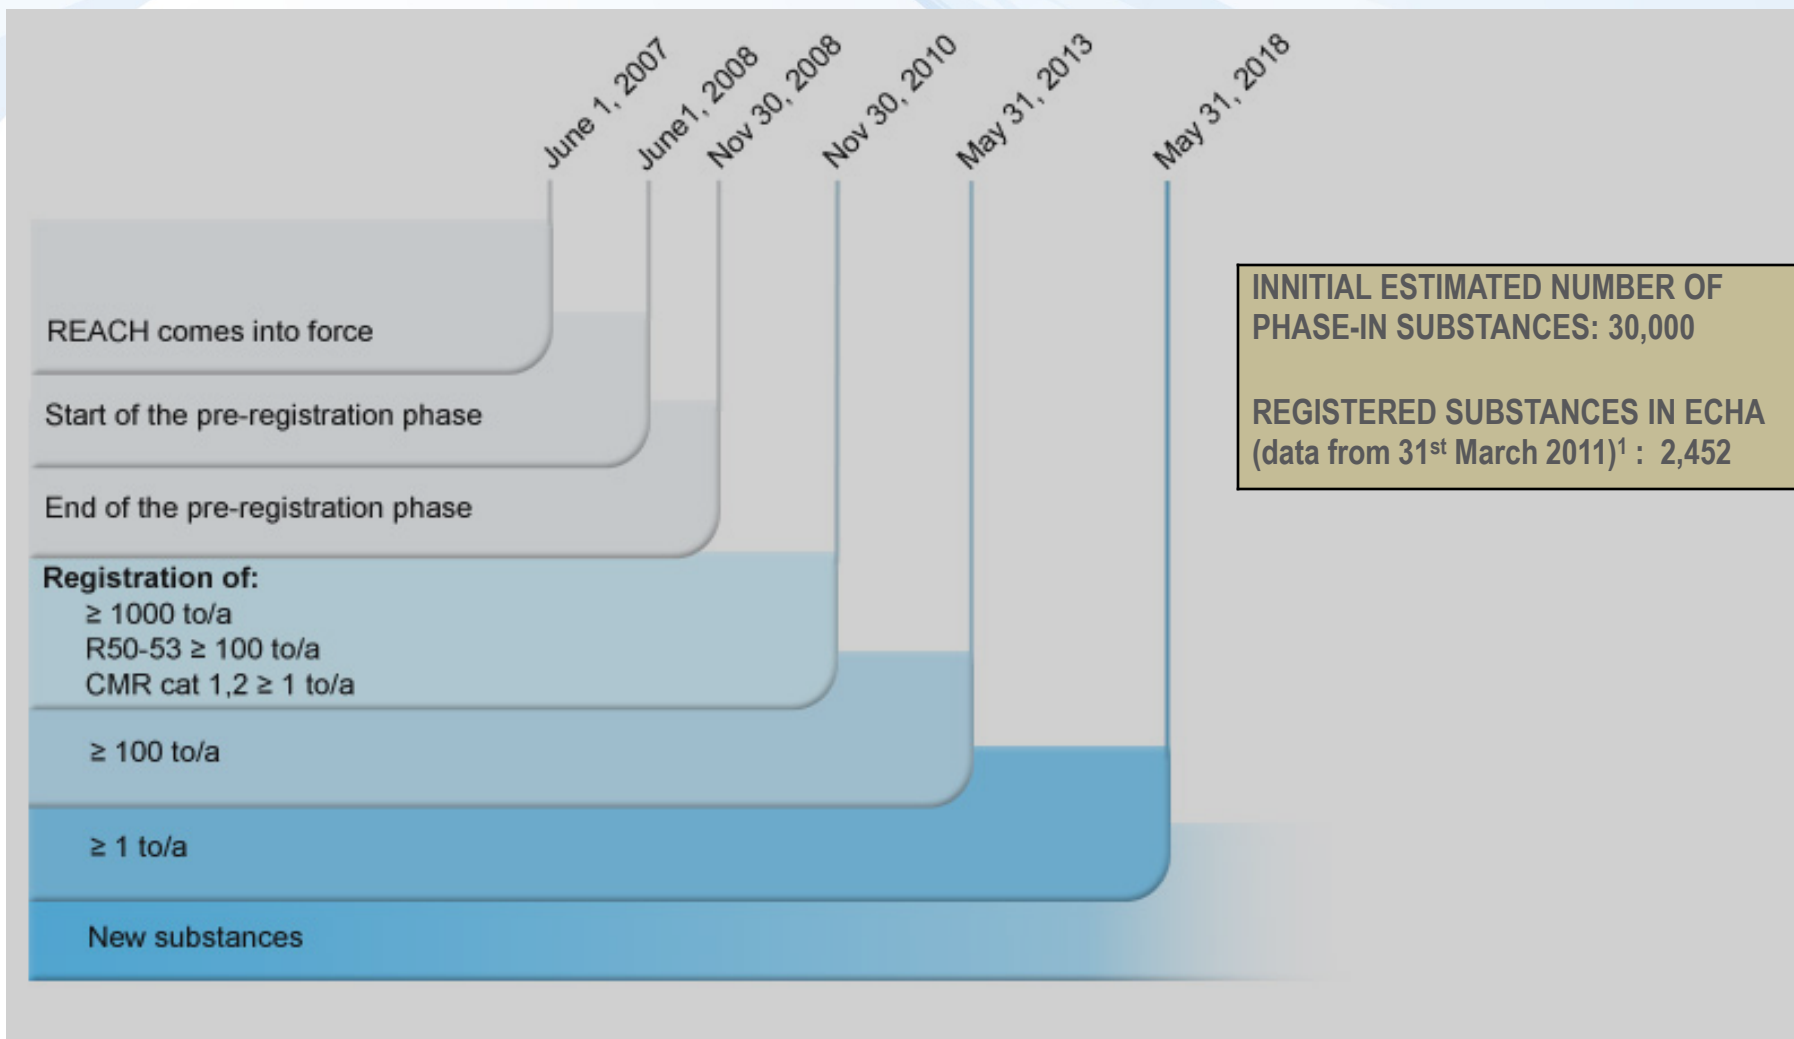 June 1, 2007
June1, 2008
Nov 30, 2008
Nov 30, 2010
May 31, 2013
May 31, 2018
REACH comes into force
Start of the pre-registration phase
End of the pre-registration phase
Registration of:
≥ 1000 to/a
R50-53 ≥ 100 to/a
CMR cat 1,2 ≥ 1 to/a
≥ 100 to/a
≥ 1 to/a
New substances
INNITIAL ESTIMATED NUMBER OF
PHASE-IN SUBSTANCES: 30,000
REGISTERED SUBSTANCES IN ECHA
(data from 31st March 2011)1 : 2,452